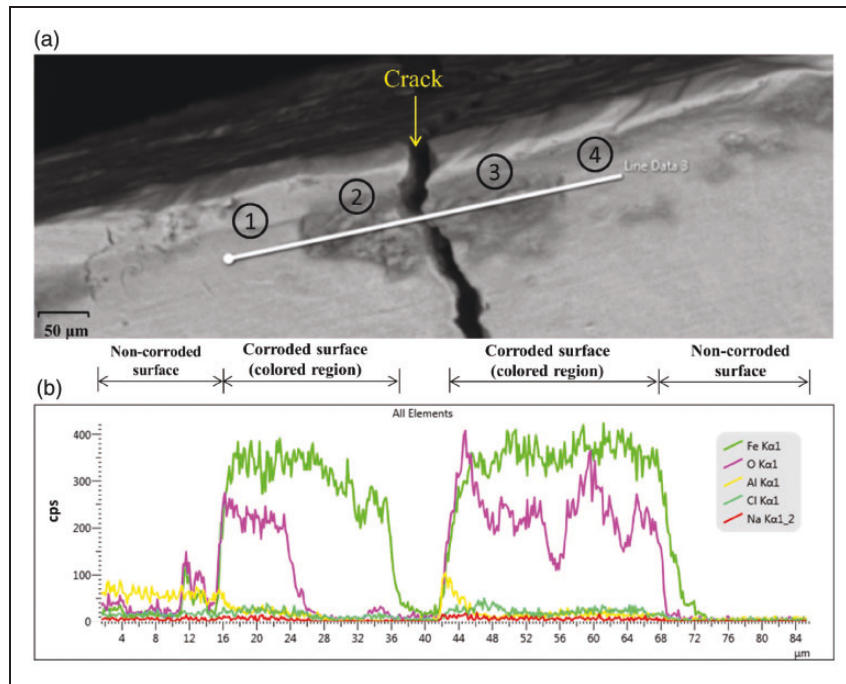 (a)
Crack
1
2
3
4
Line Data 3
50 µm
Non-corroded
surface
Corroded surface
(colored region)
Corroded surface
(colored region)
Non-corroded
surface
(b)
All Elements
400
300
200
100
0
cps
Fe Kα1
O Kα1
Al Kα1
Cl Kα1
Na Kα1_2
4 8 12 16 20 24 28 32 36 40 44 48 52 56 60 64 68 72 76 80 84
µm